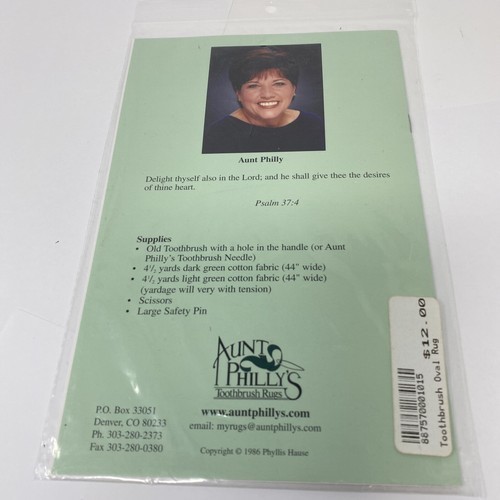 Aunt Philly
Delight thyself also in the Lord; and he shall give thee the desires
of thine heart.
Psalm 37:4
Supplies
• Old Toothbrush with a hole in the handle (or Aunt
Philly's Toothbrush Needle)
• 4 1/2 yards dark green cotton fabric (44" wide)
• 4 1/2 yards light green cotton fabric (44" wide)
(yardage will very with tension)
• Scissors
• Large Safety Pin
AUNT
PHILLY'S
Toothbrush Rugs
P.O. Box 33051
Denver, CO 80233
Ph. 303-280-2373
Fax 303-280-0380
www.auntphillys.com
email: myrugs@auntphillys.com
Copyright © 1986 Phyllis Hause
$12.00
887570001015
Toothbrush Oval Rug